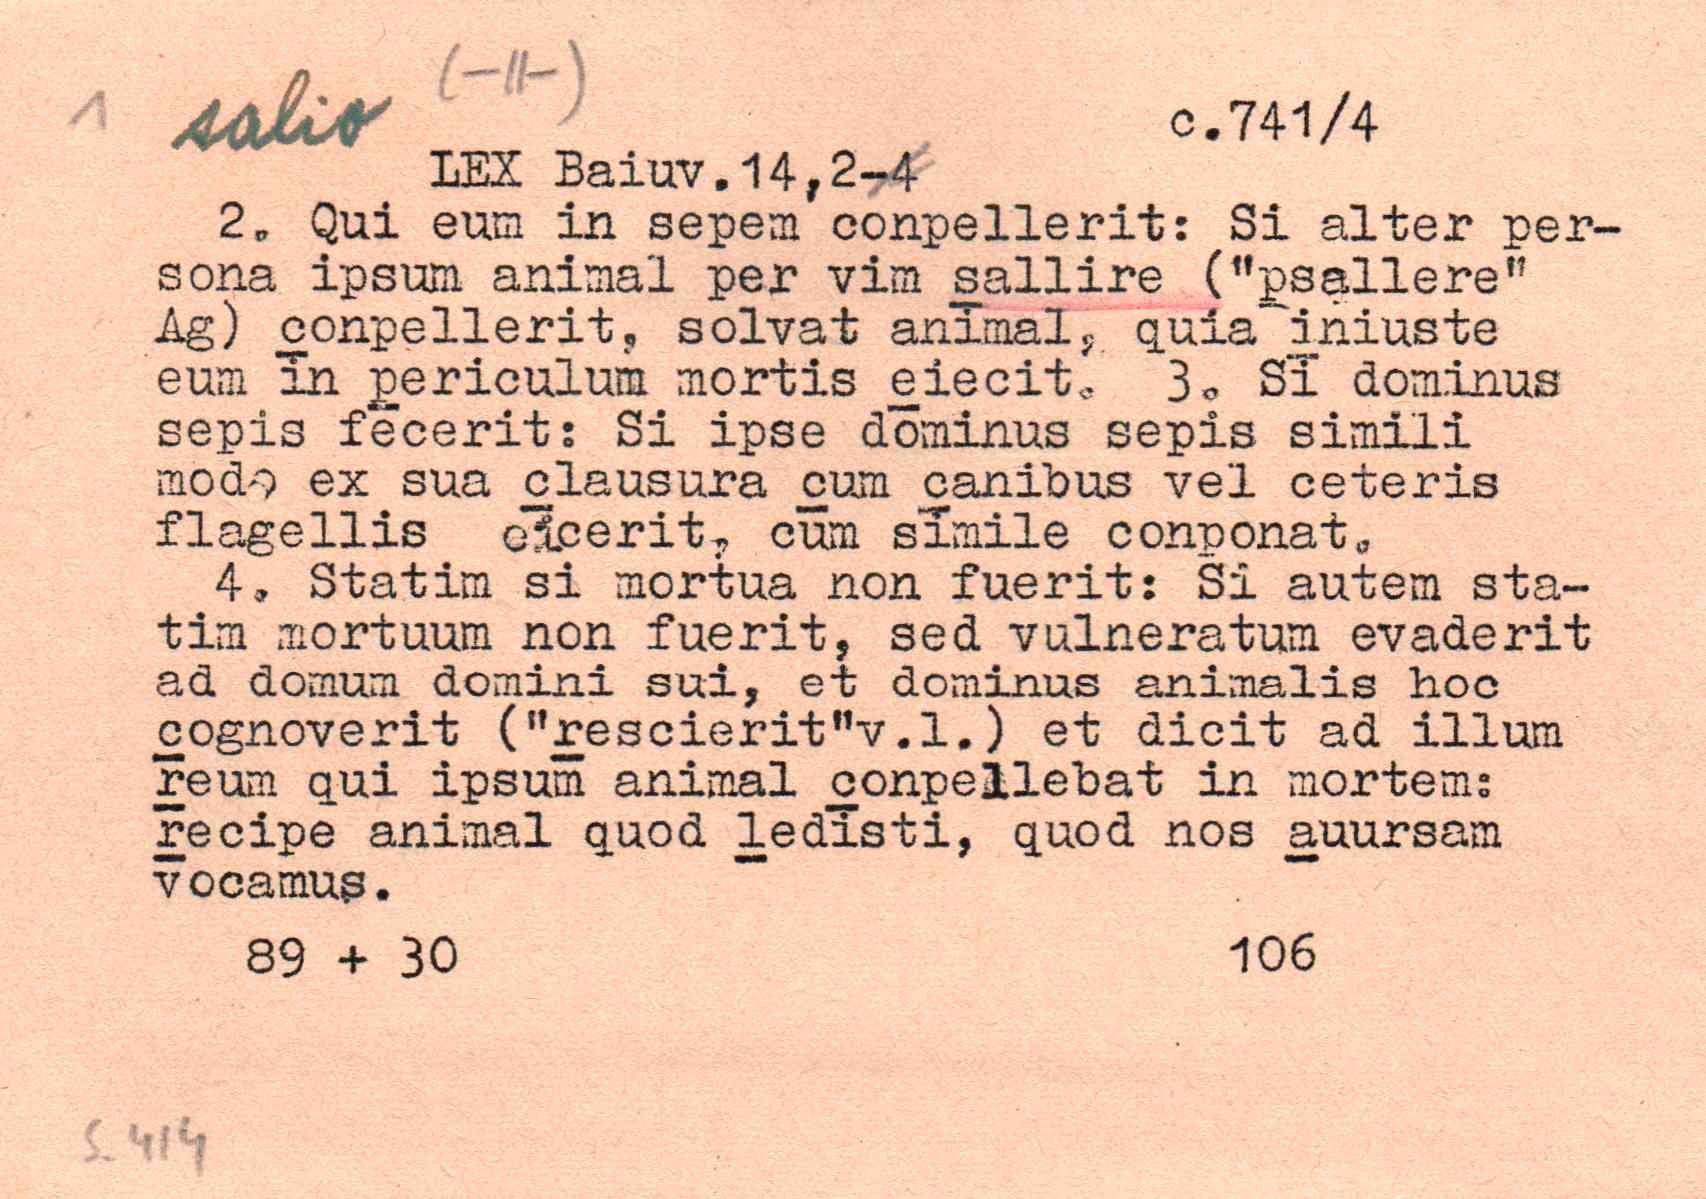 1 salio (-ll-)
c.741/4
LEX Baiuv.14,2-4
2. Qui eum in sepem conpellerit: Si alter per-
sona ipsum animal per vim sallire ("psallere"
Ag) conpellerit, solvat animal, quia iniuste
eum in periculum mortis eiecit. 3. Si dominus
sepis fecerit: Si ipse dominus sepis simili
modo ex sua clausura cum canibus vel ceteris
flagellis eicerit, cum simile conponat.
4. Statim si mortua non fuerit: Si autem sta-
tim mortuum non fuerit, sed vulneratum evaderit
ad domum domini sui, et dominus animalis hoc
cognoverit ("rescierit"v.l.) et dicit ad illum
reum qui ipsum animal conpellebat in mortem:
recipe animal quod ledisti, quod nos auursam
vocamus.
89 + 30 106
S. 414